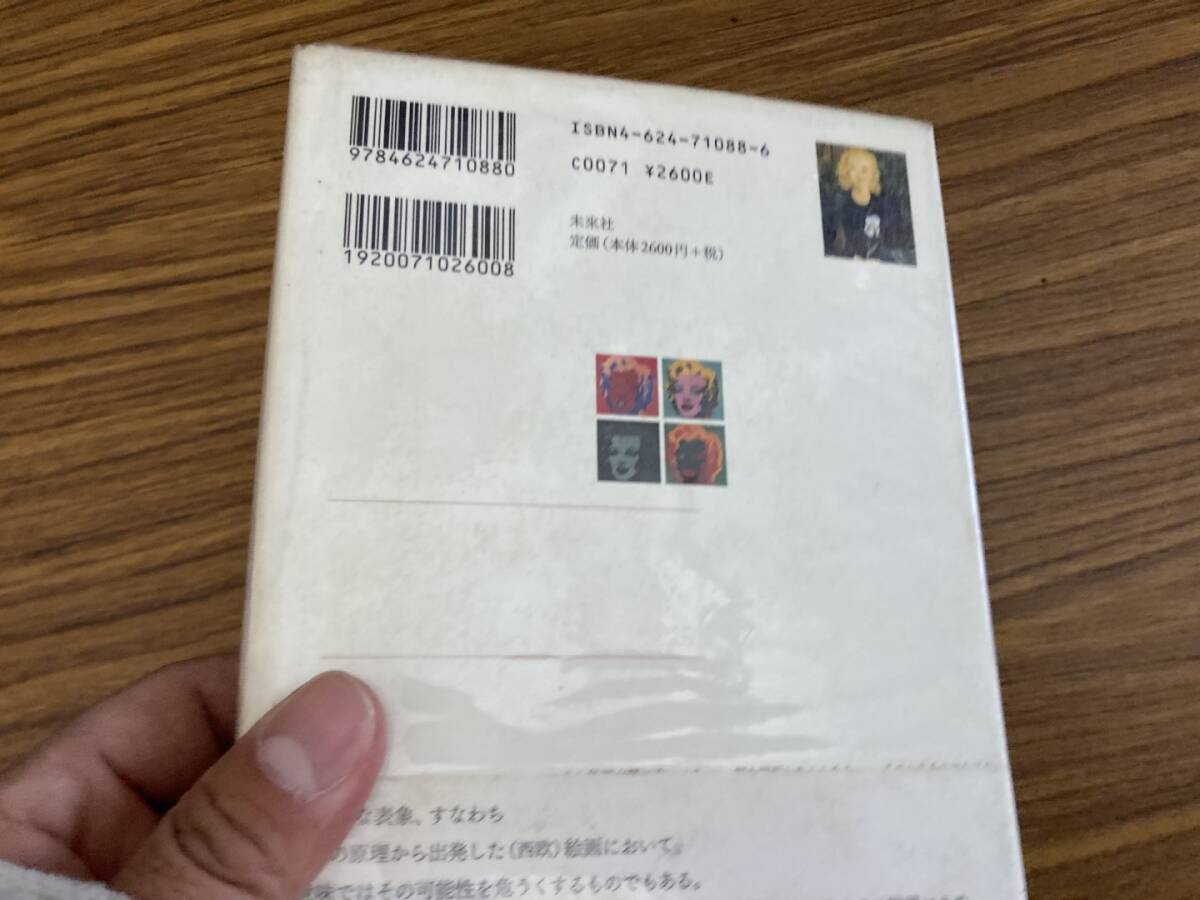 9784624710880
ISBN4-624-71088-6
C0071 ¥2600E
1920071026008
未来社
定価（本体2600円+税）
な表象、すなわち
の原理から出発した（西欧）絵画において、
味ではその可能性を危うくするものでもある。